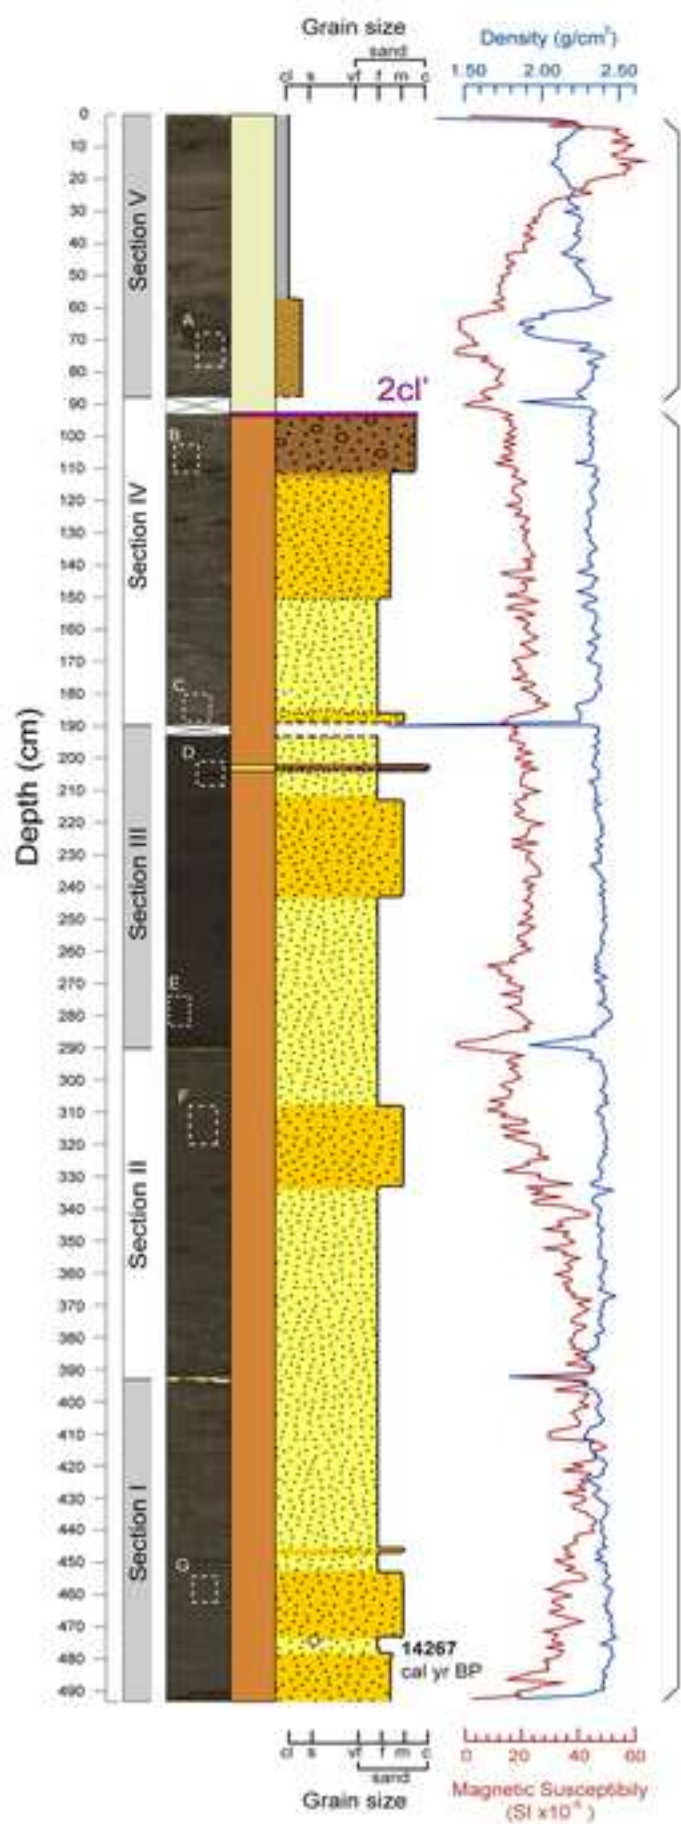 Grain size
sand
cl s vf f m c
Density (g/cm³)
1.50 2.00 2.50
0
10
20
30
40
50
60
70
80
90
100
110
120
130
140
150
160
170
180
190
200
210
220
230
240
250
260
270
280
290
300
310
320
330
340
350
360
370
380
390
400
410
420
430
440
450
460
470
480
490
Depth (cm)
Section V
Section IV
Section III
Section II
Section I
A
B
C
D
E
F
G
2cl'
14267
cal yr BP
cl s vf f m c
sand
Grain size
0 20 40 60
Magnetic Susceptibily
(SI x10